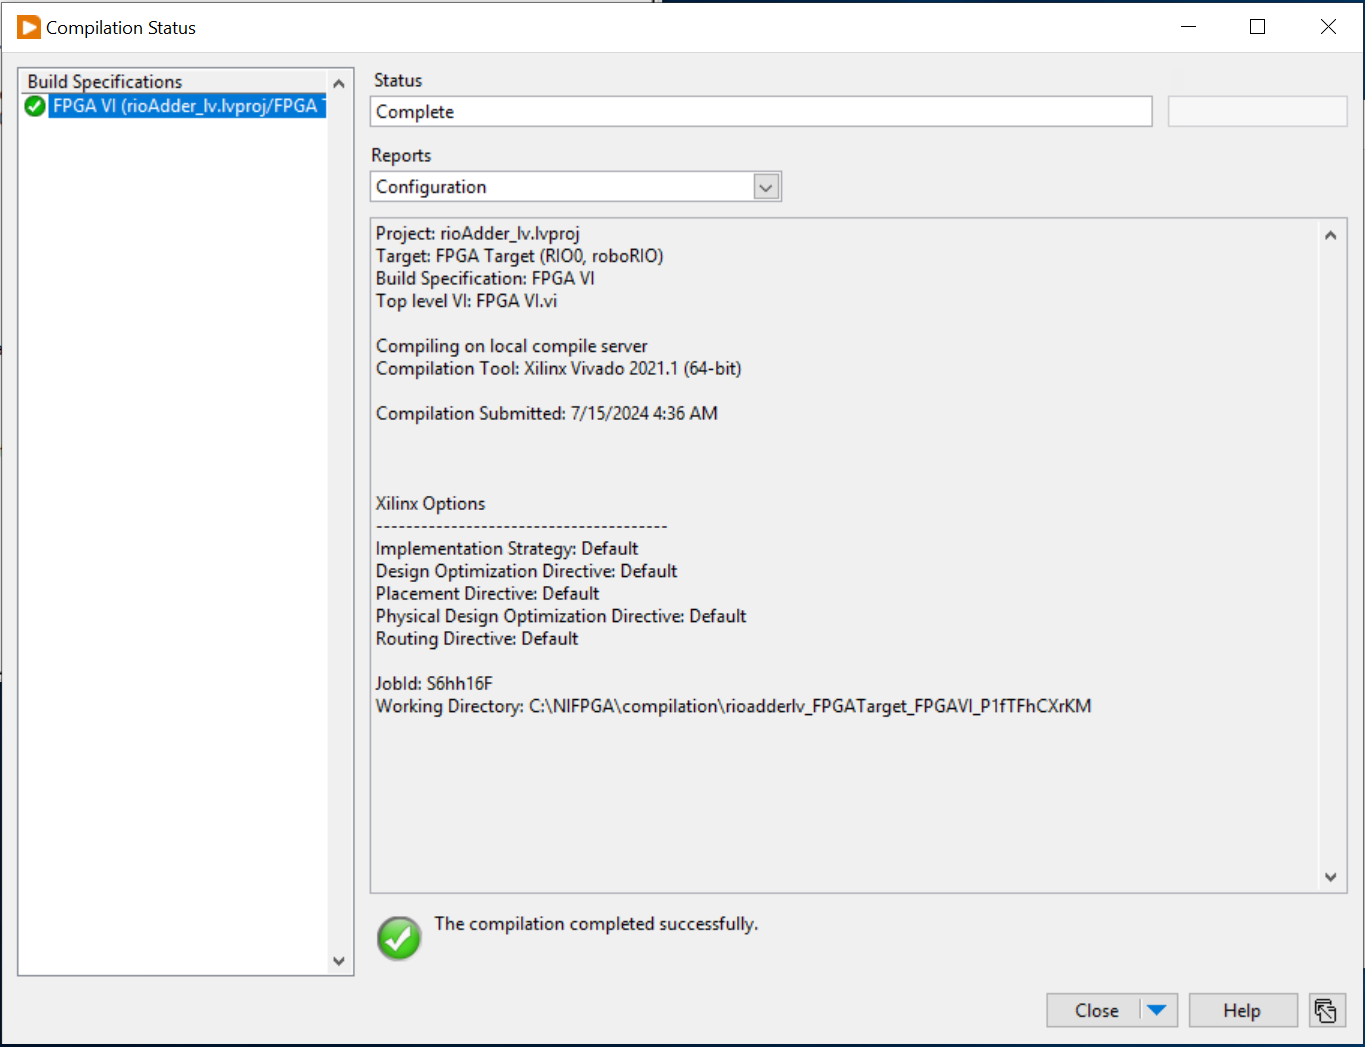 Compilation Status
Build Specifications
FPGA VI (rioAdder_lv.lvproj/FPGA
Status
Complete
Reports
Configuration
Project: rioAdder_lv.lvproj
Target: FPGA Target (RIO0, roboRIO)
Build Specification: FPGA VI
Top level VI: FPGA VI.vi
Compiling on local compile server
Compilation Tool: Xilinx Vivado 2021.1 (64-bit)
Compilation Submitted: 7/15/2024 4:36 AM
Xilinx Options
---------------------------------------
Implementation Strategy: Default
Design Optimization Directive: Default
Placement Directive: Default
Physical Design Optimization Directive: Default
Routing Directive: Default
JobId: S6hh16F
Working Directory: C:\NIFPGA\compilation\rioadderlv_FPGATarget_FPGAVI_P1fTFhCXrKM
The compilation completed successfully.
Close
Help